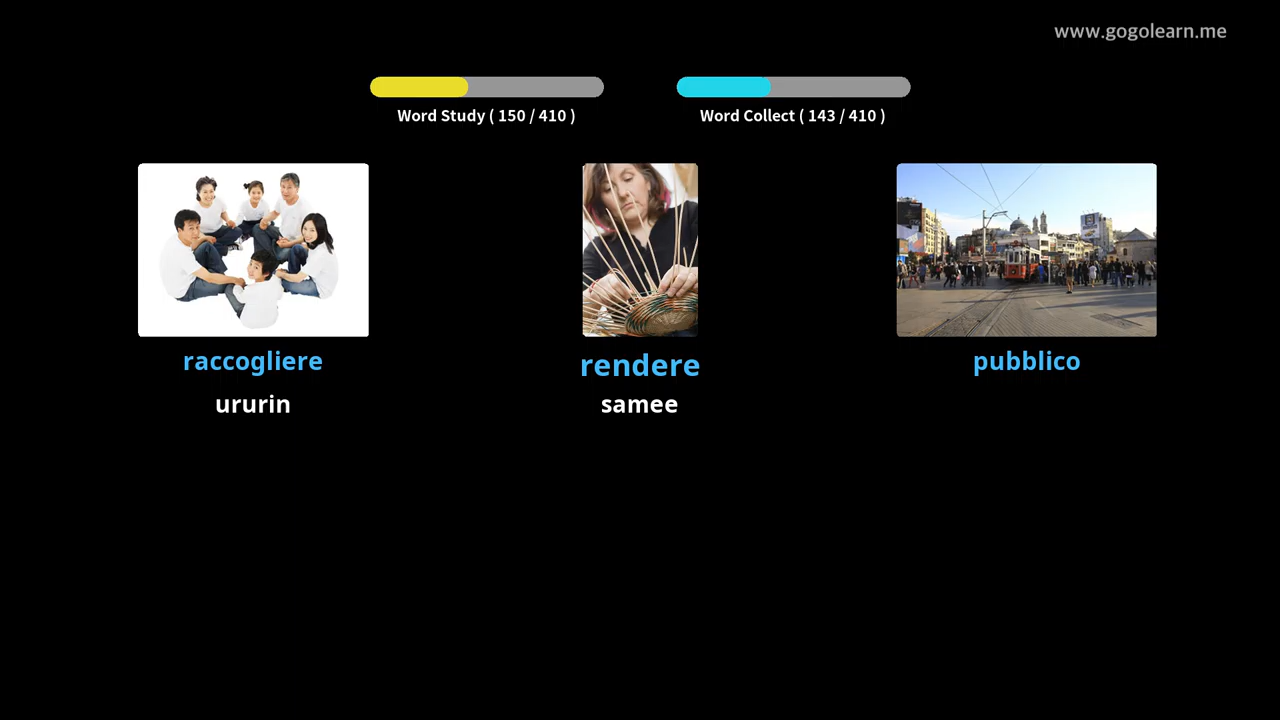 www.gogolearn.me
Word Study ( 150 / 410 )
Word Collect ( 143 / 410 )
raccogliere
rendere
pubblico
ururin
samee